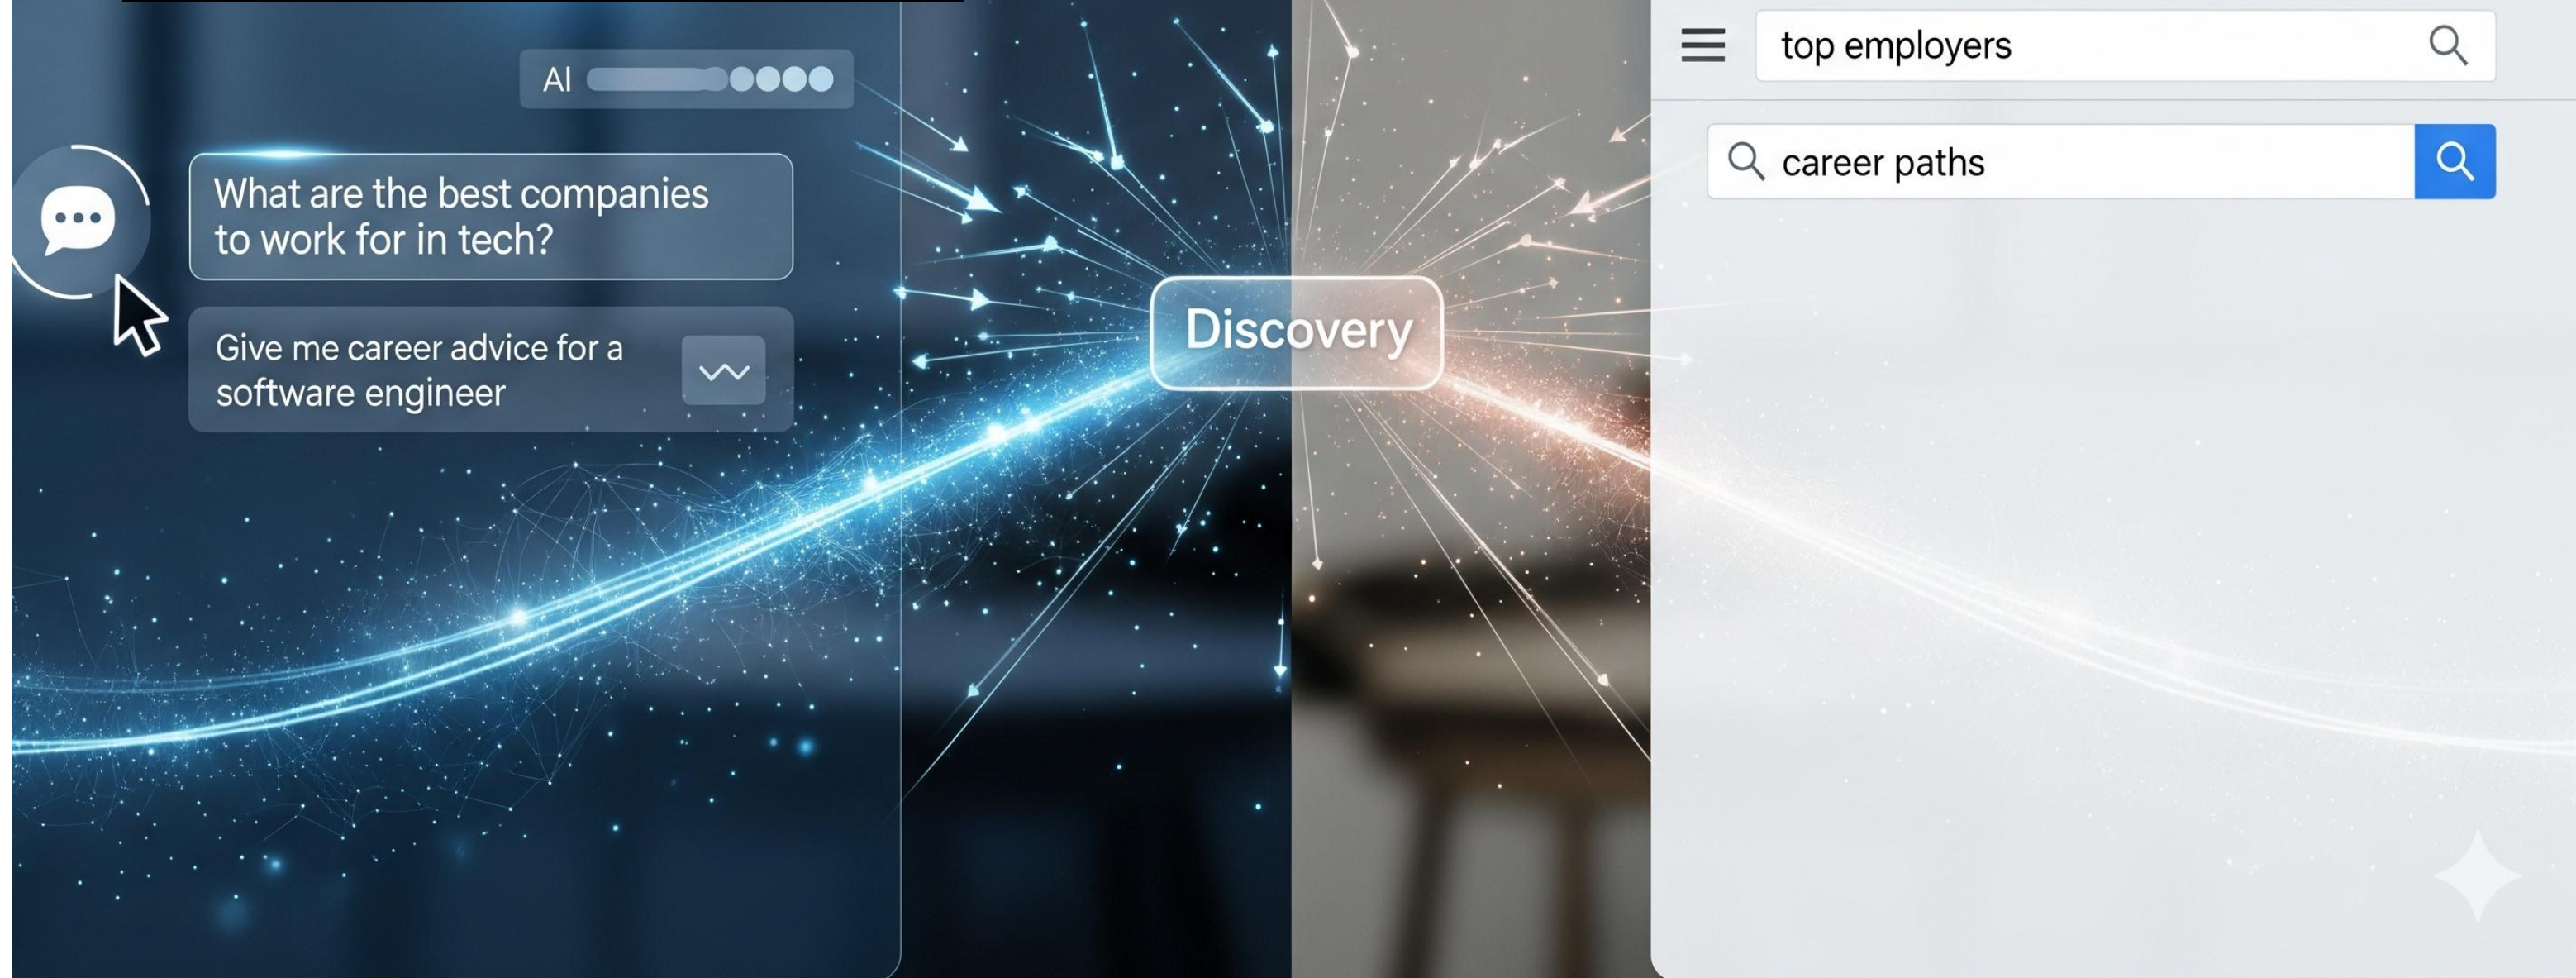 AI
What are the best companies
to work for in tech?
Give me career advice for a
software engineer
Discovery
top employers
career paths